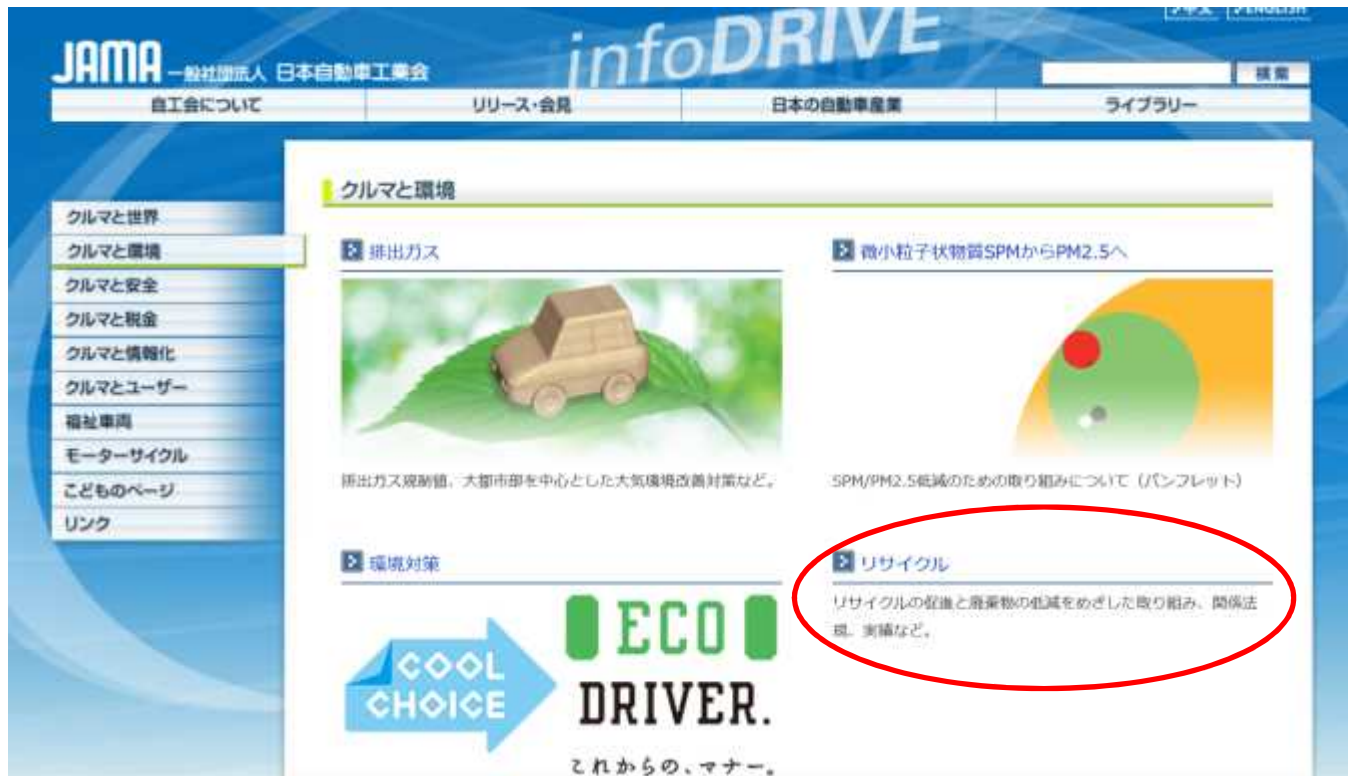 infoDRIVE
JAMA 一般社団法人 日本自動車工業会
検索
自工会について
リリース・会見
日本の自動車産業
ライブラリー
クルマと世界
クルマと環境
クルマと安全
クルマと税金
クルマと情報化
クルマとユーザー
福祉車両
モーターサイクル
こどものページ
リンク
クルマと環境
排出ガス
排出ガス規制値、大都市部を中心とした大気環境改善対策など。
微小粒子状物質SPMからPM2.5へ
SPM/PM2.5低減のための取り組みについて（パンフレット）
環境対策
COOL
CHOICE
ECO
DRIVER.
これからの、マナー。
リサイクル
リサイクルの促進と廃棄物の低減をめざした取り組み、関係法
規、実績など。